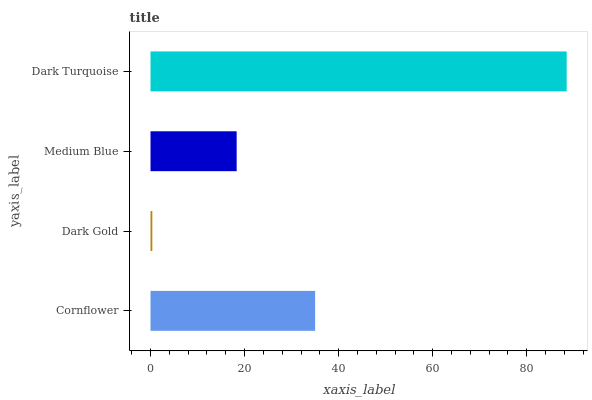 title
Dark Turquoise
Medium Blue
Dark Gold
Cornflower
yaxis_label
0 20 40 60 80
xaxis_label